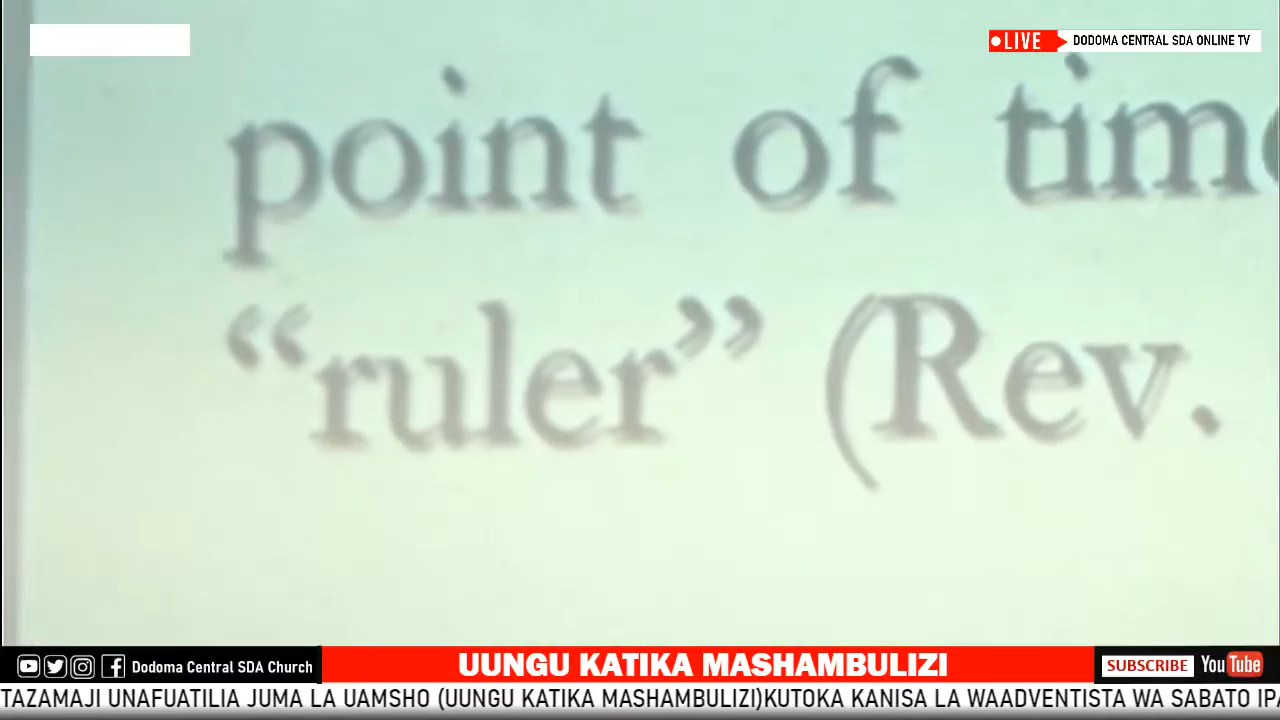 LIVE DODOMA CENTRAL SDA ONLINE TV
point of time
“ruler” (Rev.
Dodoma Central SDA Church
UUNGU KATIKA MASHAMBULIZI
SUBSCRIBE YouTube
TAZAMAJI UNAFUATILIA JUMA LA UAMSHO (UUNGU KATIKA MASHAMBULIZI)KUTOKA KANISA LA WAADVENTISTA WA SABATO